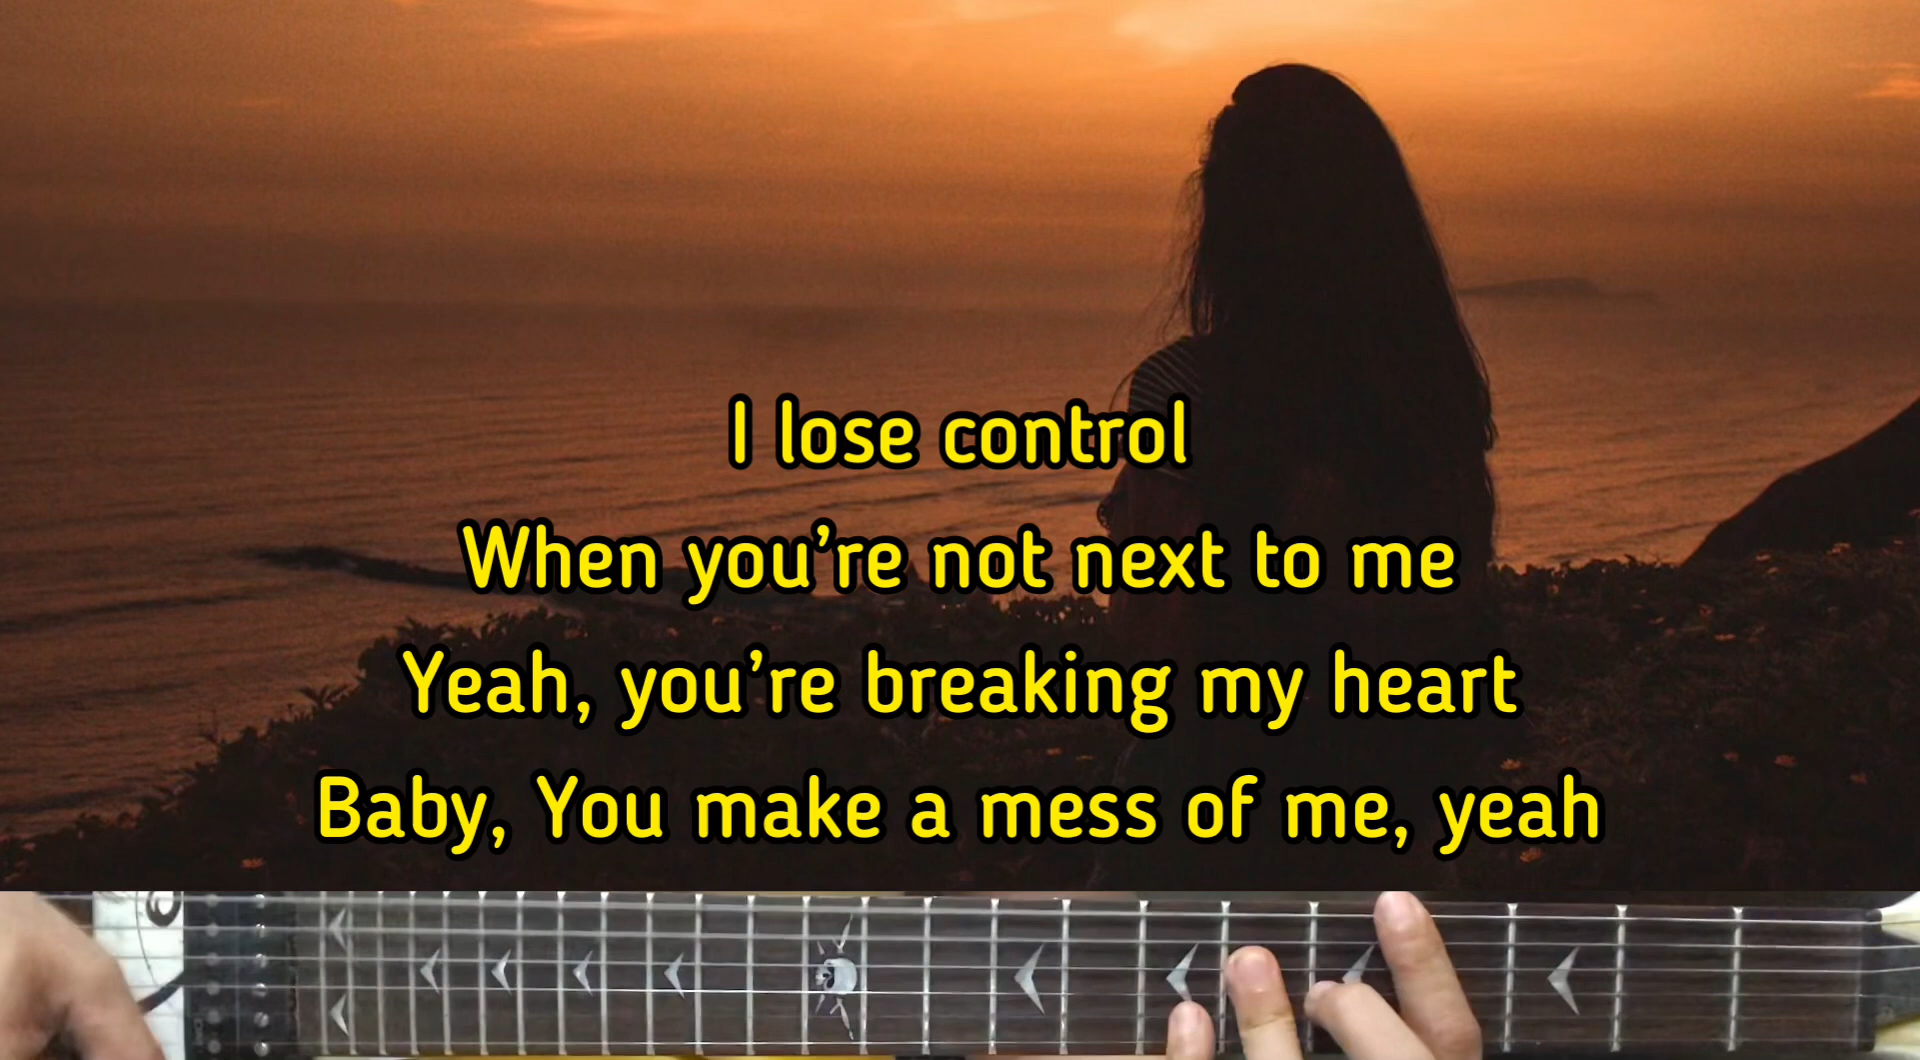 I lose control
When you’re not next to me
Yeah, you’re breaking my heart
Baby, You make a mess of me, yeah